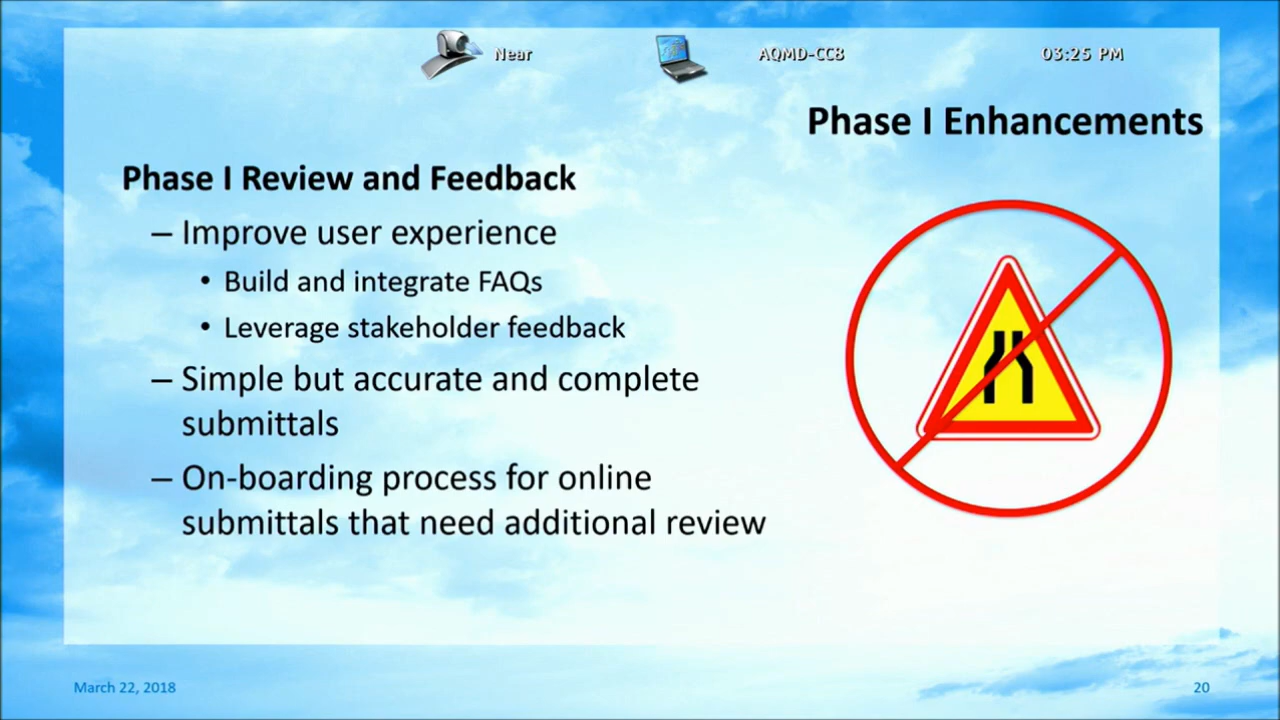 Near
AQMD-CC8
03:25 PM
Phase I Enhancements
Phase I Review and Feedback
– Improve user experience
• Build and integrate FAQs
• Leverage stakeholder feedback
– Simple but accurate and complete
submittals
– On-boarding process for online
submittals that need additional review
March 22, 2018
20